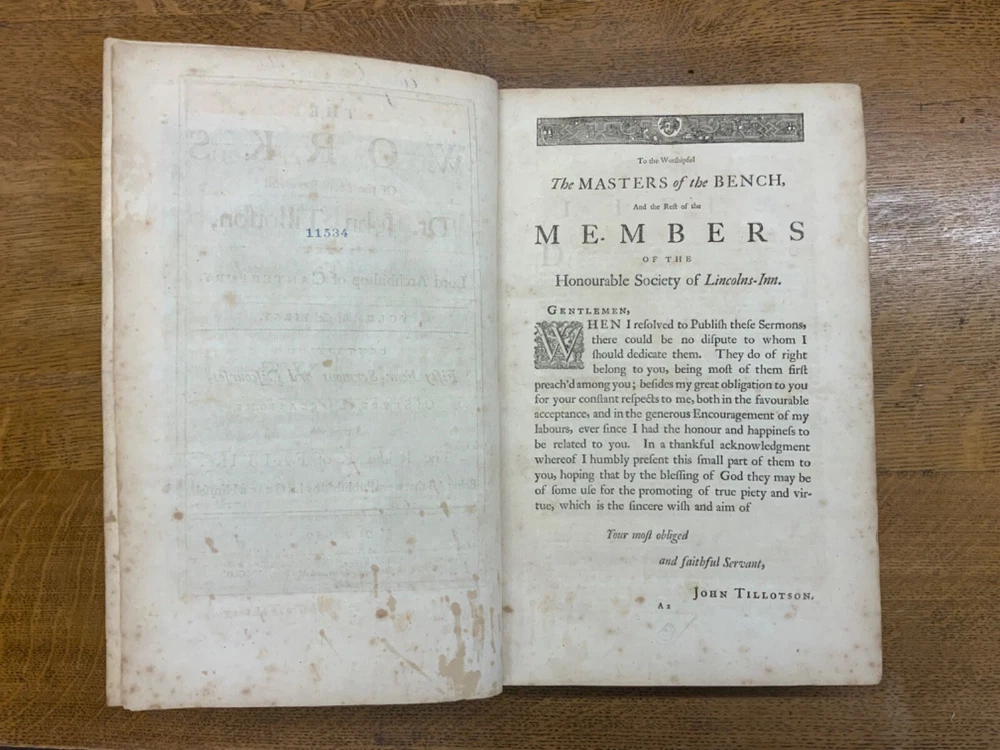 11534
To the Worshipful
The MASTERS of the BENCH,
And the Reſt of the
MEMBERS
OF THE
Honourable Society of Lincolns-Inn.
GENTLEMEN,
WHEN I reſolved to Publiſh theſe Sermons,
there could be no diſpute to whom I
ſhould dedicate them. They do of right
belong to you, being moſt of them firſt
preach'd among you; beſides my great obligation to you
for your conſtant reſpects to me, both in the favourable
acceptance, and in the generous Encouragement of my
labours, ever ſince I had the honour and happineſs to
be related to you. In a thankful acknowledgment
whereof I humbly preſent this ſmall part of them to
you, hoping that by the bleſſing of God they may be
of ſome uſe for the promoting of true piety and vir-
tue, which is the ſincere wiſh and aim of
Your moſt obliged
and faithful Servant,
JOHN TILLOTSON.
A2